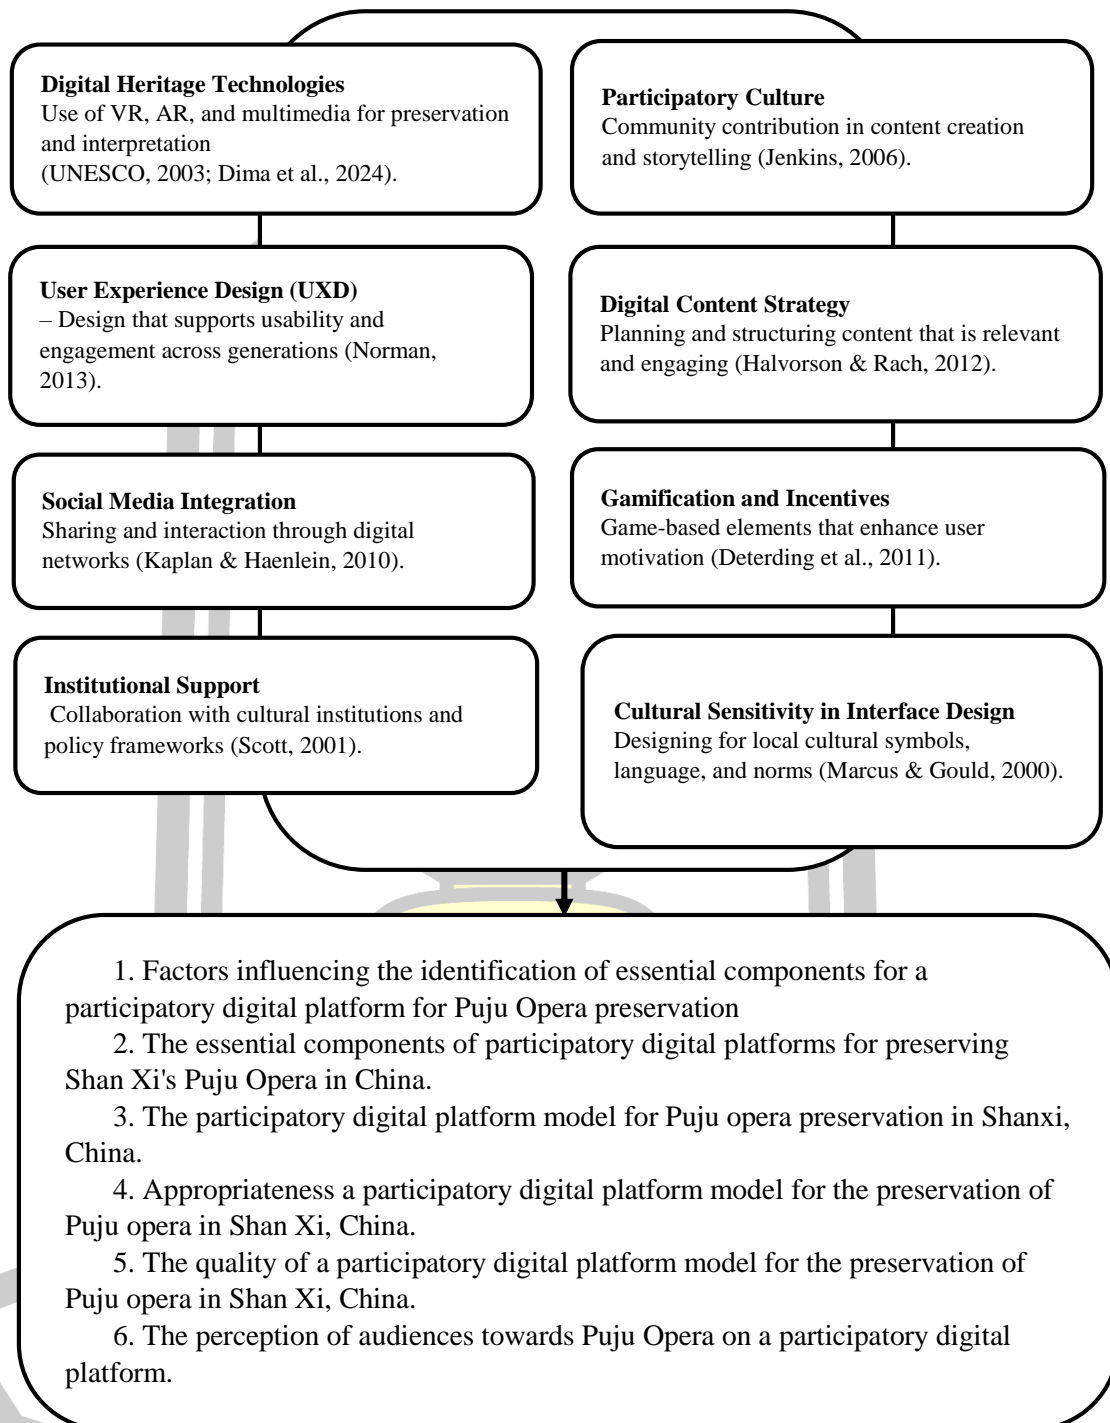 Digital Heritage Technologies
Use of VR, AR, and multimedia for preservation
and interpretation
(UNESCO, 2003; Dima et al., 2024).
Participatory Culture
Community contribution in content creation
and storytelling (Jenkins, 2006).
User Experience Design (UXD)
– Design that supports usability and
engagement across generations (Norman,
2013).
Digital Content Strategy
Planning and structuring content that is relevant
and engaging (Halvorson & Rach, 2012).
Social Media Integration
Sharing and interaction through digital
networks (Kaplan & Haenlein, 2010).
Gamification and Incentives
Game-based elements that enhance user
motivation (Deterding et al., 2011).
Institutional Support
Collaboration with cultural institutions and
policy frameworks (Scott, 2001).
Cultural Sensitivity in Interface Design
Designing for local cultural symbols,
language, and norms (Marcus & Gould, 2000).
1. Factors influencing the identification of essential components for a
participatory digital platform for Puju Opera preservation
2. The essential components of participatory digital platforms for preserving
Shan Xi's Puju Opera in China.
3. The participatory digital platform model for Puju opera preservation in Shanxi,
China.
4. Appropriateness a participatory digital platform model for the preservation of
Puju opera in Shan Xi, China.
5. The quality of a participatory digital platform model for the preservation of
Puju opera in Shan Xi, China.
6. The perception of audiences towards Puju Opera on a participatory digital
platform.